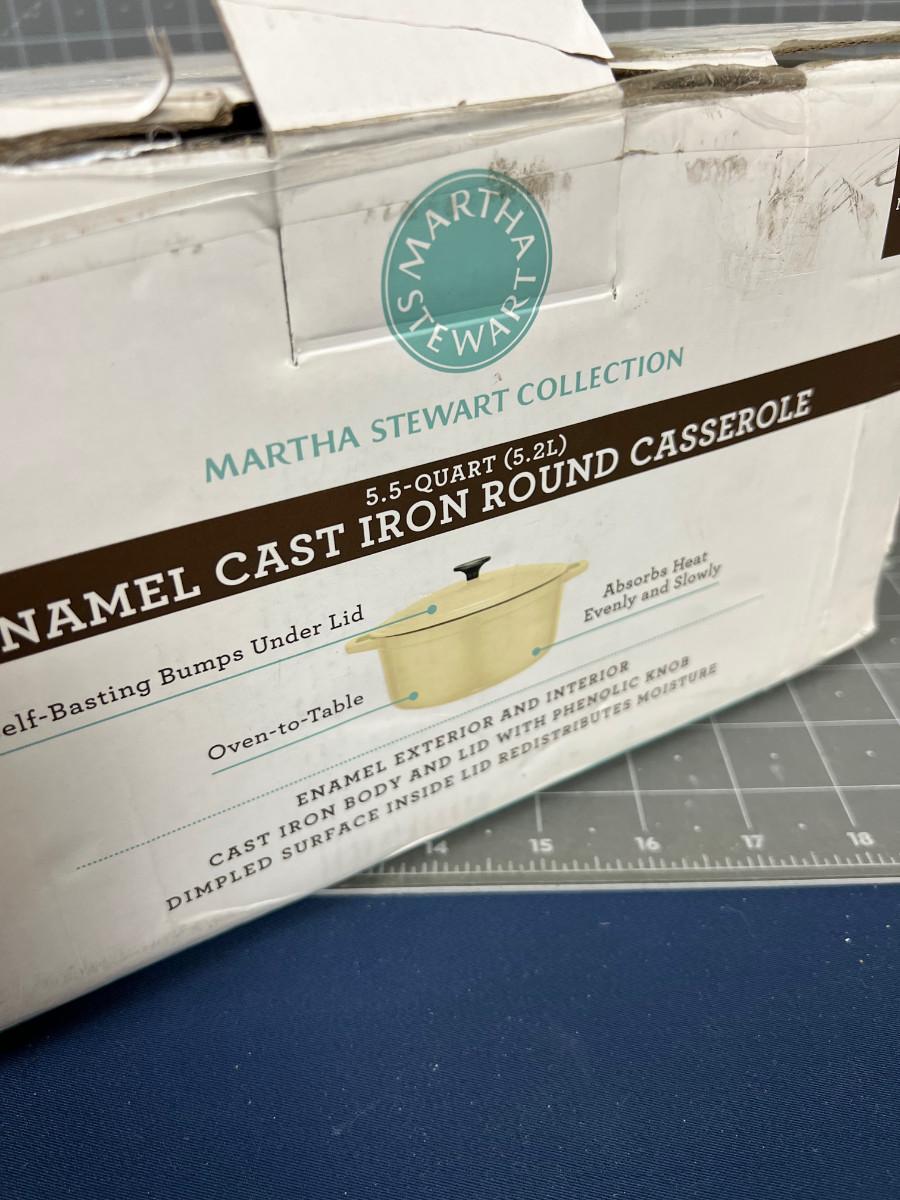 MARTHA
STEWART
MARTHA STEWART COLLECTION
5.5-QUART (5.2L)
NAMEL CAST IRON ROUND CASSEROLE
elf-Basting Bumps Under Lid
Absorbs Heat
Evenly and Slowly
Oven-to-Table
ENAMEL EXTERIOR AND INTERIOR
CAST IRON BODY AND LID WITH PHENOLIC KNOB
DIMPLED SURFACE INSIDE LID REDISTRIBUTES MOISTURE
14 15 16 17 18